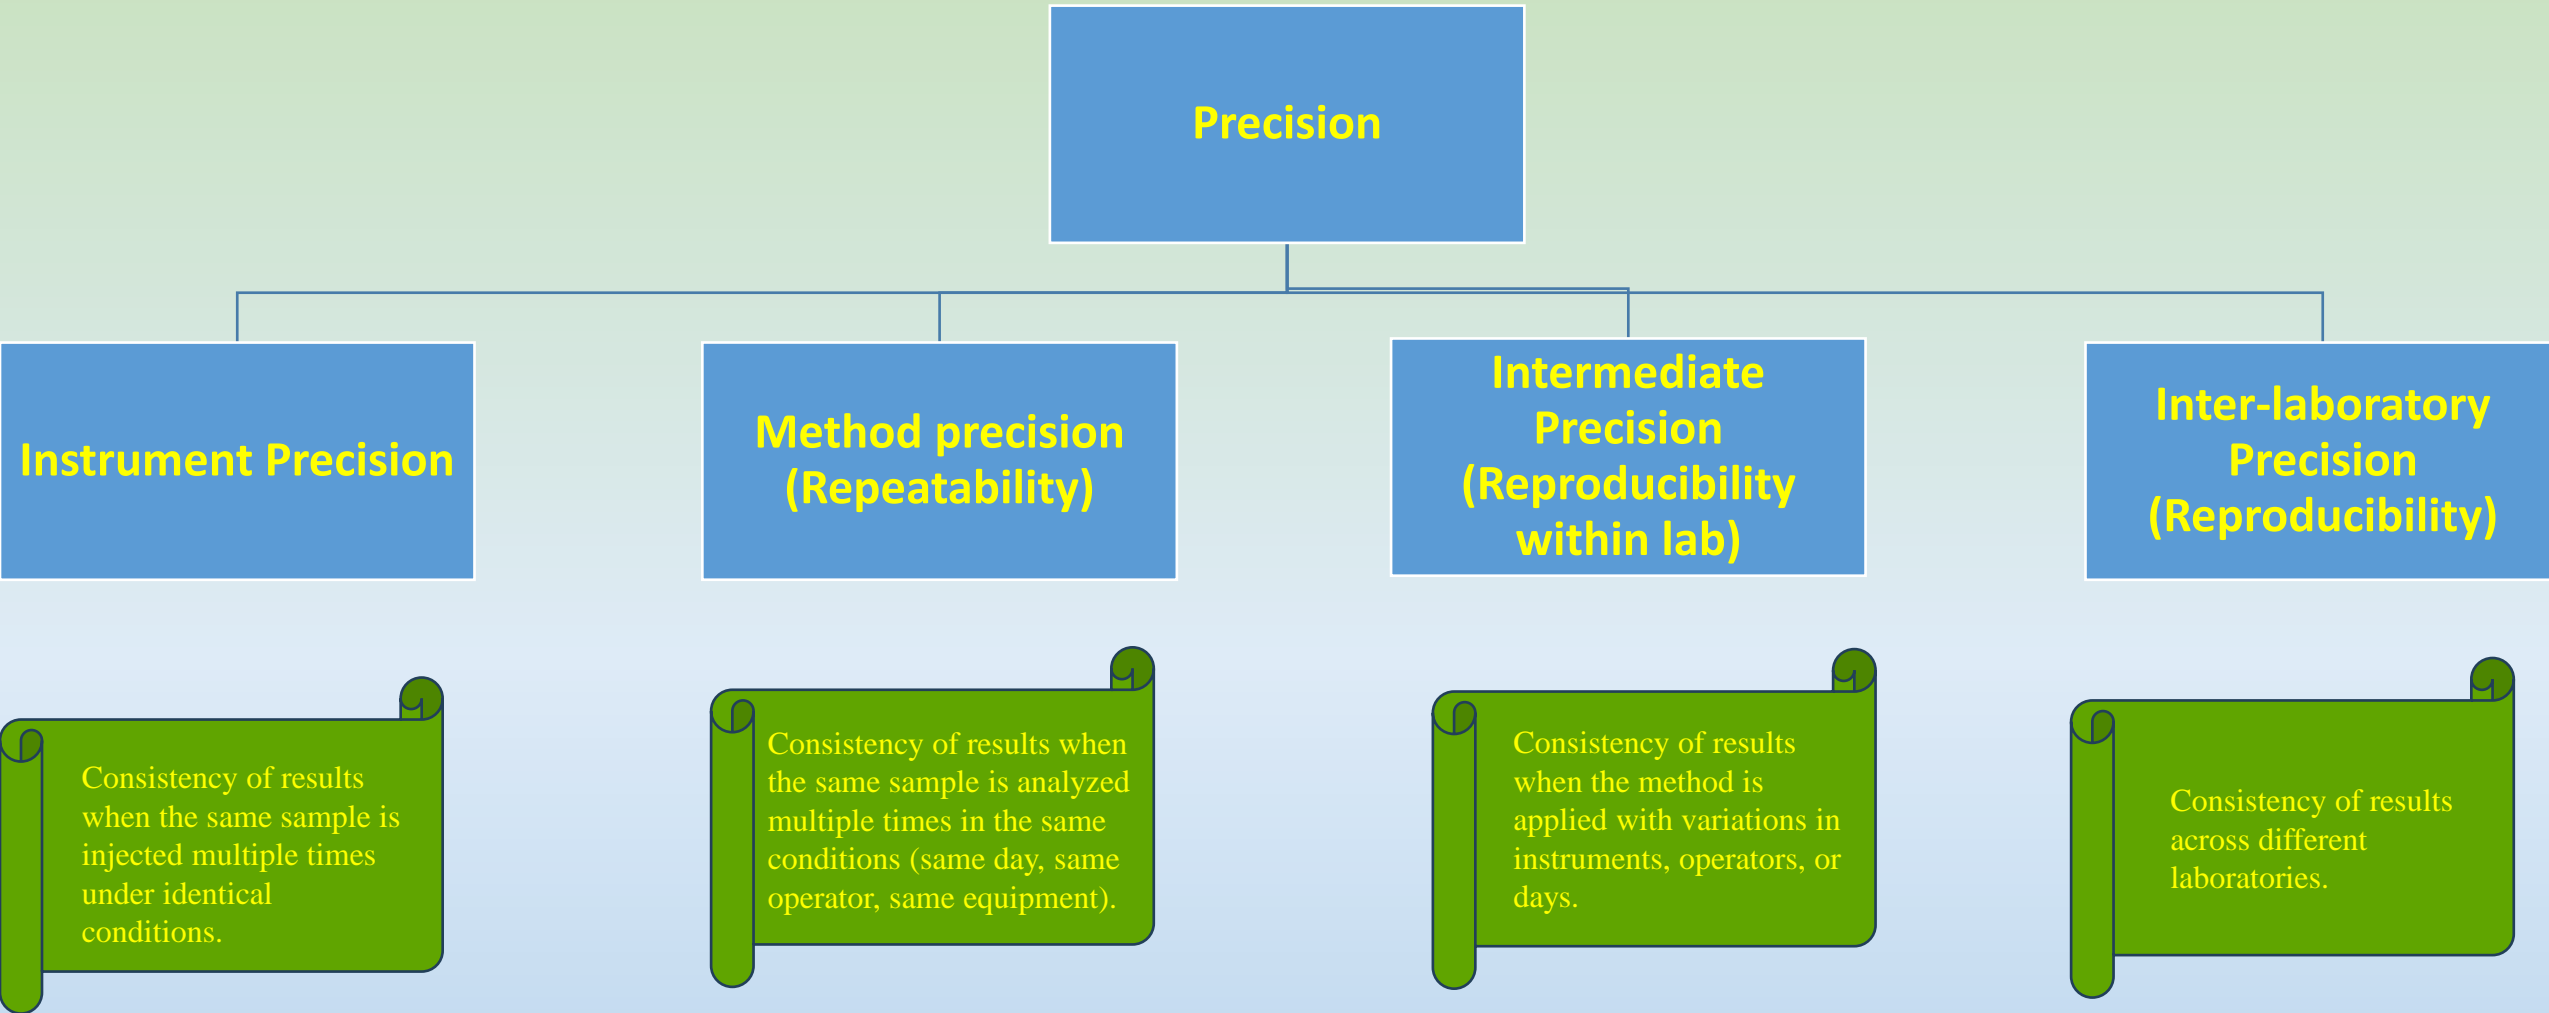 Precision
Instrument Precision
Method precision
(Repeatability)
Intermediate
Precision
(Reproducibility
within lab)
Inter-laboratory
Precision
(Reproducibility)
Consistency of results
when the same sample is
injected multiple times
under identical
conditions.
Consistency of results when
the same sample is analyzed
multiple times in the same
conditions (same day, same
operator, same equipment).
Consistency of results
when the method is
applied with variations in
instruments, operators, or
days.
Consistency of results
across different
laboratories.